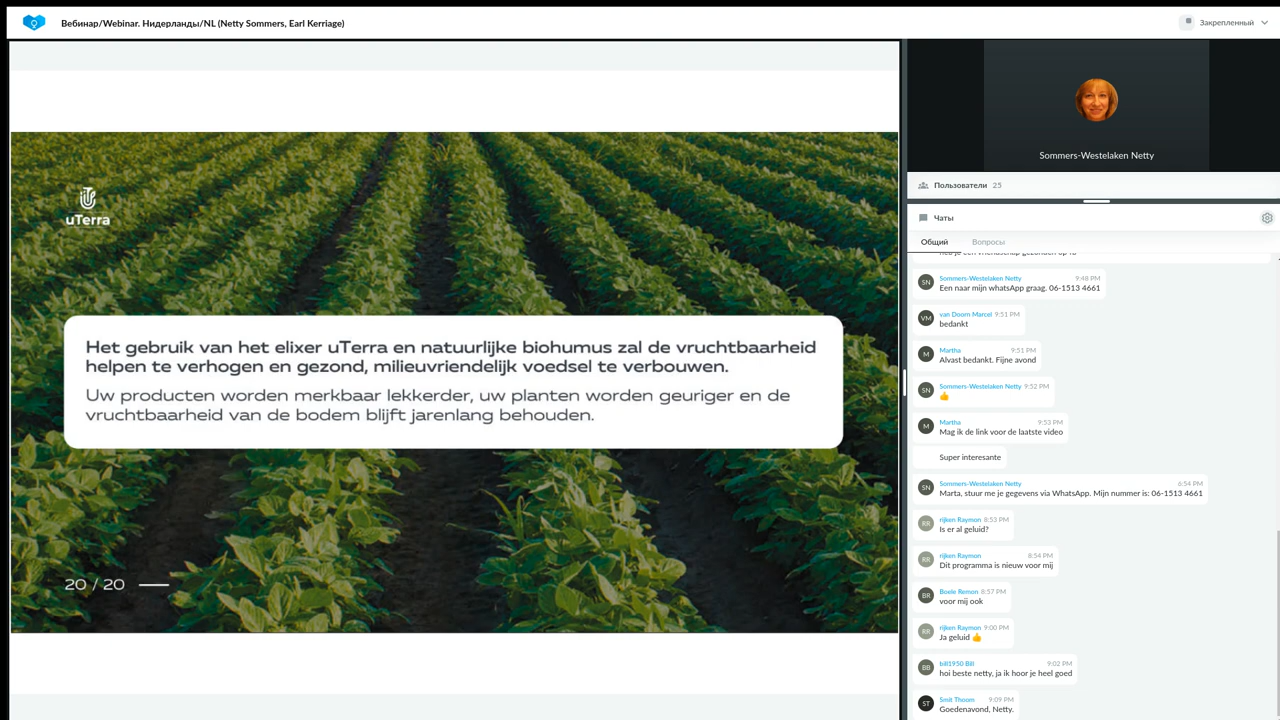 Вебинар/Webinar. Нидерланды/NL (Netty Sommers, Earl Kerriage)
Закрепленный
uTerra
Het gebruik van het elixer uTerra en natuurlijke biohumus zal de vruchtbaarheid
helpen te verhogen en gezond, milieuvriendelijk voedsel te verbouwen.
Uw producten worden merkbaar lekkerder, uw planten worden geuriger en de
vruchtbaarheid van de bodem blijft jarenlang behouden.
20 / 20
Sommers-Westelaken Netty
Пользователи 25
Чаты
Общий Вопросы
SN Sommers-Westelaken Netty 9:48 PM
Een naar mijn whatsApp graag. 06-1513 4661
VM van Doorn Marcel 9:51 PM
bedankt
M Martha 9:51 PM
Alvast bedankt. Fijne avond
SN Sommers-Westelaken Netty 9:52 PM
👍
M Martha 9:53 PM
Mag ik de link voor de laatste video
Super interesante
SN Sommers-Westelaken Netty 6:54 PM
Marta, stuur me je gegevens via WhatsApp. Mijn nummer is: 06-1513 4661
RR rijken Raymon 8:53 PM
Is er al geluid?
RR rijken Raymon 8:54 PM
Dit programma is nieuw voor mij
BR Boele Remon 8:57 PM
voor mij ook
RR rijken Raymon 9:00 PM
Ja geluid 👍
BB bill1950 Bill 9:02 PM
hoi beste netty, ja ik hoor je heel goed
ST Smit Thoom 9:09 PM
Goedenavond, Netty.